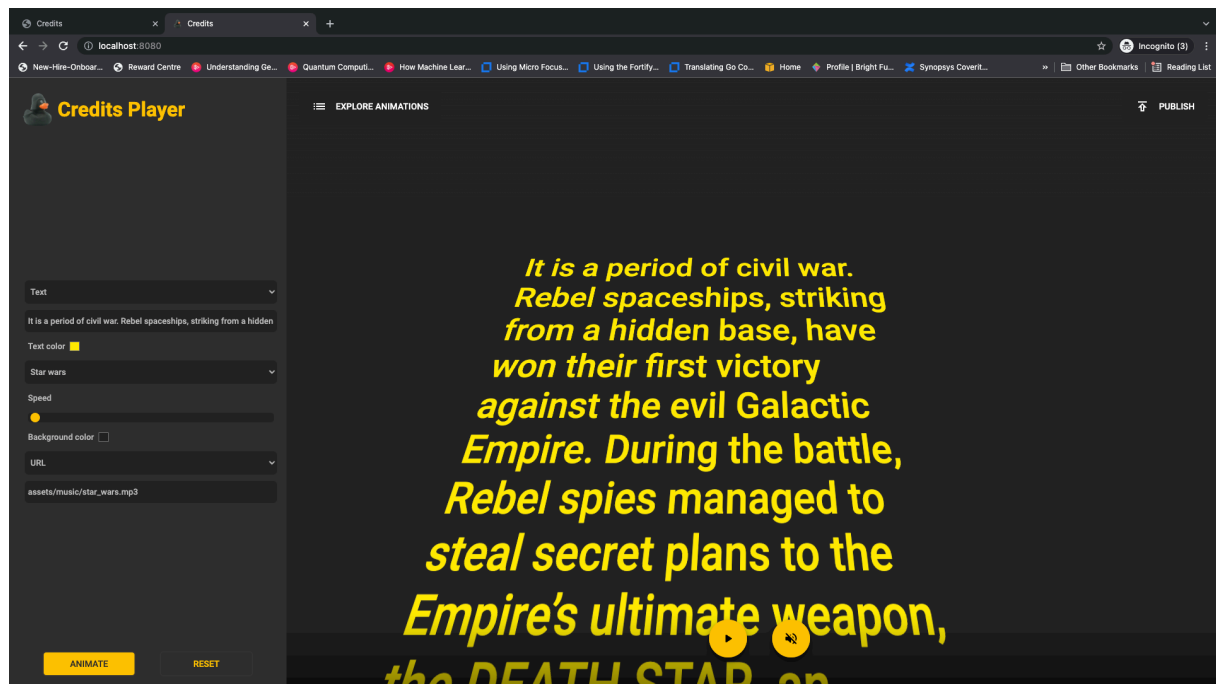 Credits
Credits
localhost:8080
Incognito (3)
New-Hire-Onboar...
Reward Centre
Understanding Ge...
Quantum Computi...
How Machine Lear...
Using Micro Focus...
Using the Fortify...
Translating Go Co...
Home
Profile | Bright Fu...
Synopsys Coverit...
»
Other Bookmarks
Reading List
Credits Player
EXPLORE ANIMATIONS
PUBLISH
Text
It is a period of civil war. Rebel spaceships, striking from a hidden
Text color
Star wars
Speed
Background color
URL
assets/music/star_wars.mp3
ANIMATE
RESET
It is a period of civil war.
Rebel spaceships, striking
from a hidden base, have
won their first victory
against the evil Galactic
Empire. During the battle,
Rebel spies managed to
steal secret plans to the
Empire's ultimate weapon,
the DEATH STAR, an